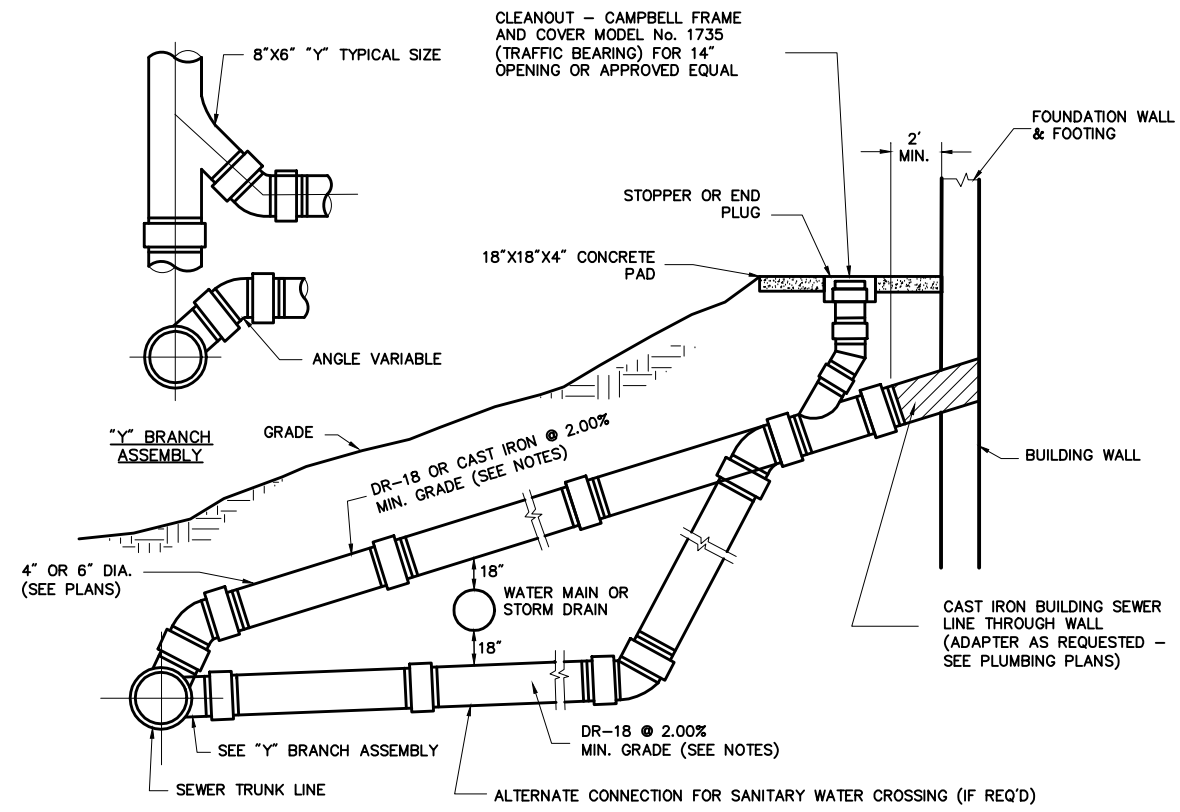 CLEANOUT – CAMPBELL FRAME
AND COVER MODEL No. 1735
(TRAFFIC BEARING) FOR 14"
OPENING OR APPROVED EQUAL
8"X6" "Y" TYPICAL SIZE
FOUNDATION WALL
& FOOTING
2'
MIN.
STOPPER OR END
PLUG
18"X18"X4" CONCRETE
PAD
ANGLE VARIABLE
"Y" BRANCH
ASSEMBLY
GRADE
DR-18 OR CAST IRON @ 2.00%
MIN. GRADE (SEE NOTES)
BUILDING WALL
4" OR 6" DIA.
(SEE PLANS)
18"
WATER MAIN OR
STORM DRAIN
18"
CAST IRON BUILDING SEWER
LINE THROUGH WALL
(ADAPTER AS REQUESTED –
SEE PLUMBING PLANS)
DR-18 @ 2.00%
MIN. GRADE (SEE NOTES)
SEE "Y" BRANCH ASSEMBLY
SEWER TRUNK LINE
ALTERNATE CONNECTION FOR SANITARY WATER CROSSING (IF REQ'D)